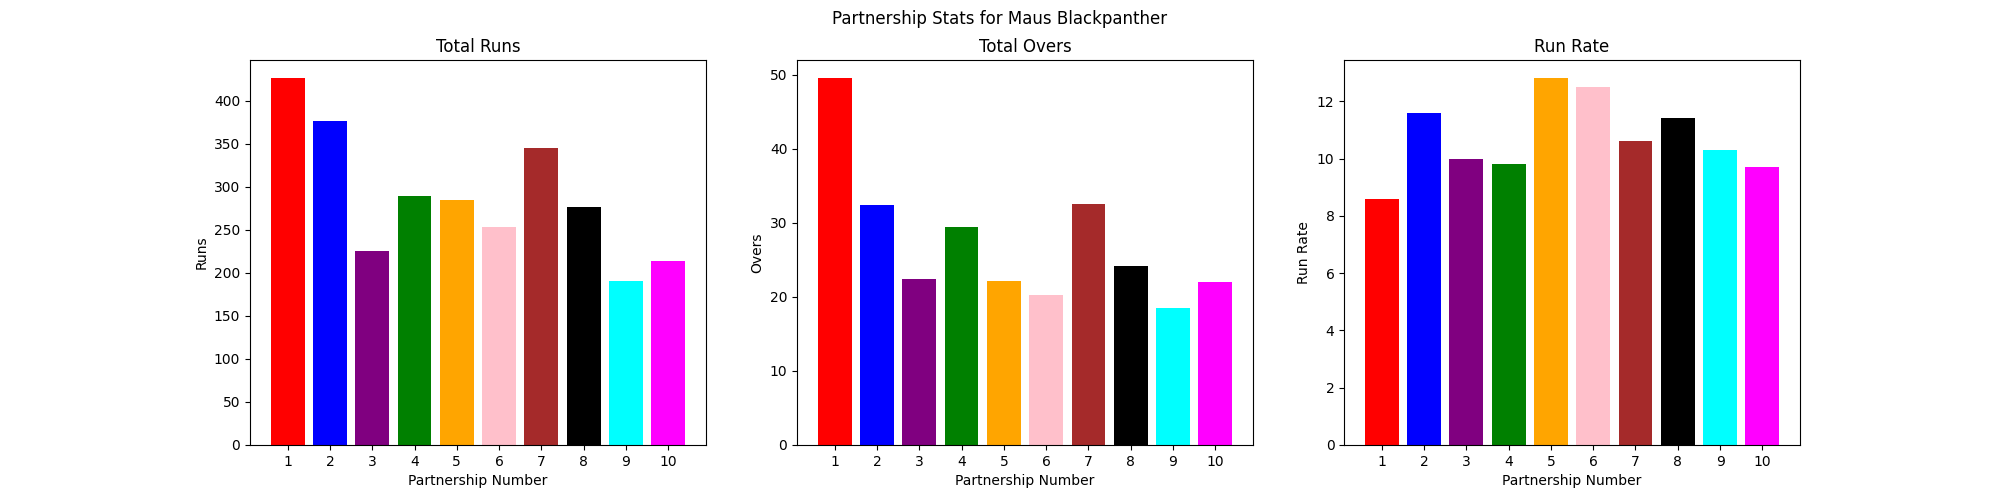 Partnership Stats for Maus Blackpanther
Total Runs
Runs
400
350
300
250
200
150
100
50
0
1 2 3 4 5 6 7 8 9 10
Partnership Number
Total Overs
Overs
50
40
30
20
10
0
1 2 3 4 5 6 7 8 9 10
Partnership Number
Run Rate
Run Rate
12
10
8
6
4
2
0
1 2 3 4 5 6 7 8 9 10
Partnership Number